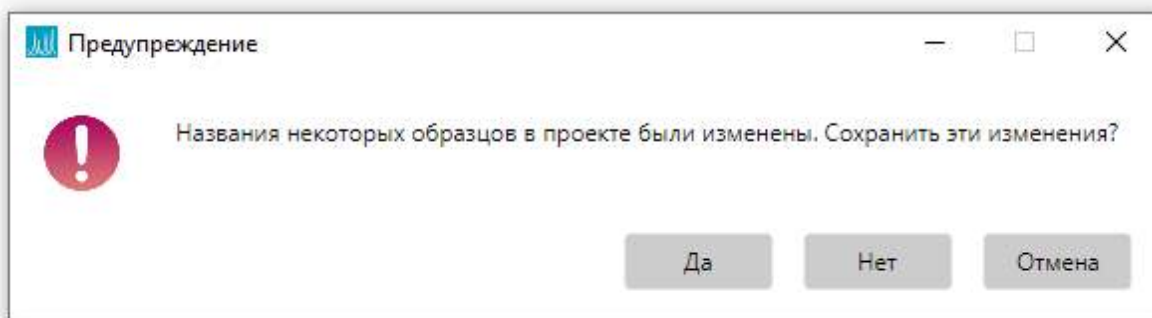 Предупреждение
Названия некоторых образцов в проекте были изменены. Сохранить эти изменения?
Да
Нет
Отмена